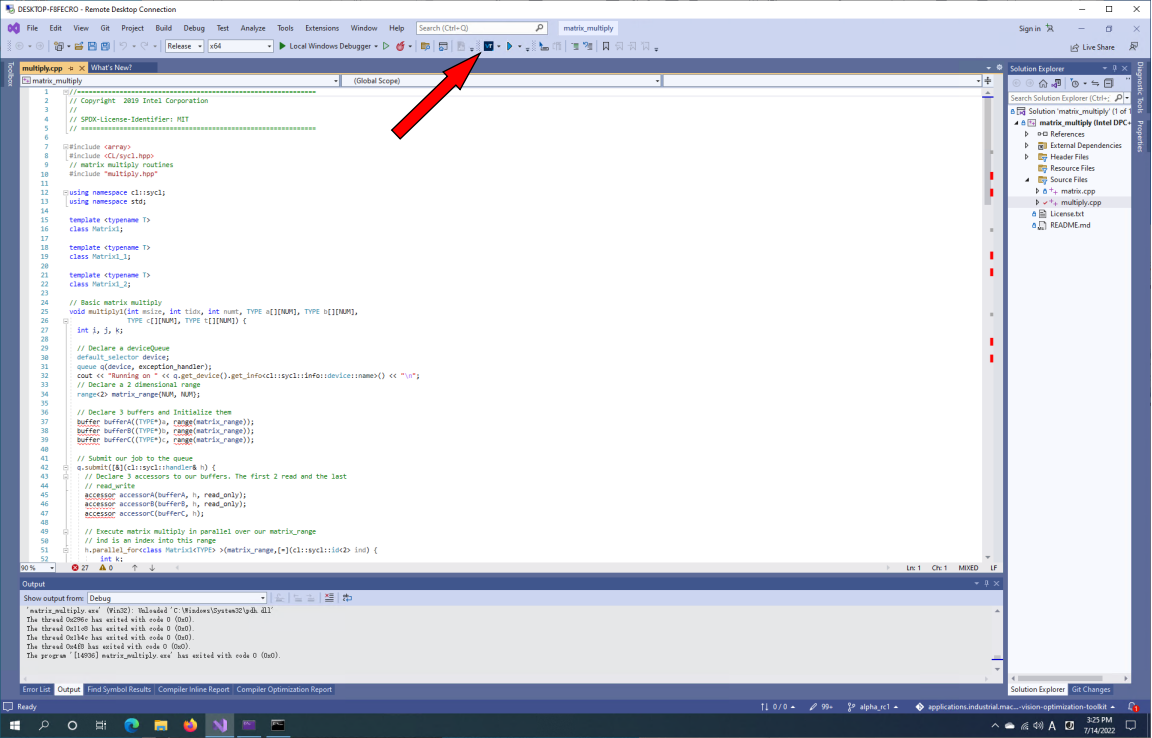 DESKTOP-F8FECRO - Remote Desktop Connection
File Edit View Git Project Build Debug Test Analyze Tools Extensions Window Help Search (Ctrl+Q) matrix_multiply Sign in
Release x64 Local Windows Debugger Live Share
Toolbox
multiply.cpp What's New?
matrix_multiply (Global Scope)
1 //=============================================================
2 // Copyright 2019 Intel Corporation
3 //
4 // SPDX-License-Identifier: MIT
5 // =============================================================
6
7 #include <array>
8 #include <CL/sycl.hpp>
9 // matrix multiply routines
10 #include "multiply.hpp"
11
12 using namespace cl::sycl;
13 using namespace std;
14
15 template <typename T>
16 class Matrix1;
17
18 template <typename T>
19 class Matrix1_1;
20
21 template <typename T>
22 class Matrix1_2;
23
24 // Basic matrix multiply
25 void multiply1(int msize, int tidx, int numt, TYPE a[][NUM], TYPE b[][NUM],
26 TYPE c[][NUM], TYPE t[][NUM]) {
27 int i, j, k;
28
29 // Declare a deviceQueue
30 default_selector device;
31 queue q(device, exception_handler);
32 cout << "Running on " << q.get_device().get_info<cl::sycl::info::device::name>() << "\n";
33 // Declare a 2 dimensional range
34 range<2> matrix_range{NUM, NUM};
35
36 // Declare 3 buffers and Initialize them
37 buffer bufferA((TYPE*)a, range(matrix_range));
38 buffer bufferB((TYPE*)b, range(matrix_range));
39 buffer bufferC((TYPE*)c, range(matrix_range));
40
41 // Submit our job to the queue
42 q.submit([&](cl::sycl::handler& h) {
43 // Declare 3 accessors to our buffers. The first 2 read and the last
44 // read_write
45 accessor accessorA(bufferA, h, read_only);
46 accessor accessorB(bufferB, h, read_only);
47 accessor accessorC(bufferC, h);
48
49 // Execute matrix multiply in parallel over our matrix_range
50 // ind is an index into this range
51 h.parallel_for<class Matrix1<TYPE> >(matrix_range,[=](cl::sycl::id<2> ind) {
52 int k;
90 % 27 0 Ln: 1 Ch: 1 MIXED LF
Solution Explorer
Search Solution Explorer (Ctrl+;
Solution 'matrix_multiply' (1 of 1
matrix_multiply (Intel DPC+
References
External Dependencies
Header Files
Resource Files
Source Files
matrix.cpp
multiply.cpp
License.txt
README.md
Solution Explorer Git Changes
Diagnostic Tools
Properties
Output
Show output from: Debug
'matrix_multiply.exe' (Win32): Unloaded 'C:\Windows\System32\pdh.dll'
The thread 0x296c has exited with code 0 (0x0).
The thread 0x11c8 has exited with code 0 (0x0).
The thread 0x1b4c has exited with code 0 (0x0).
The thread 0x4f8 has exited with code 0 (0x0).
The program '[14936] matrix_multiply.exe' has exited with code 0 (0x0).
Error List Output Find Symbol Results Compiler Inline Report Compiler Optimization Report
Ready 0 / 0 99+ alpha_rc1 applications.industrial.mac...-vision-optimization-toolkit 1
A 3:25 PM
7/14/2022